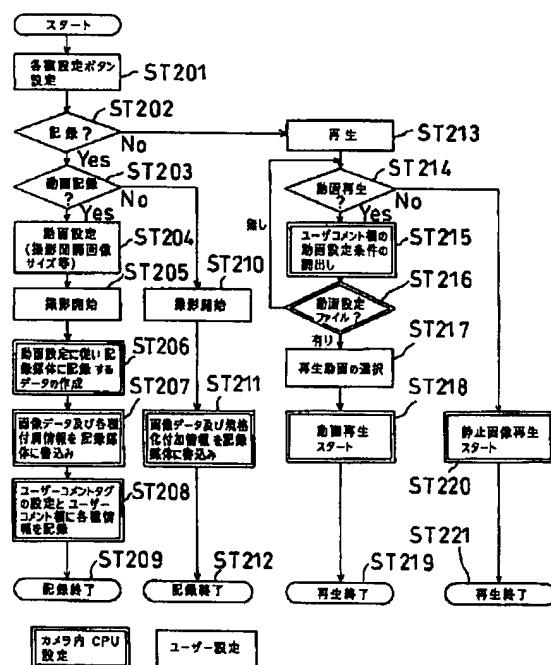 スタート
各種設定ボタン
設定
ST201
ST202
記録?
No
Yes
ST203
動画記録
?
No
Yes
動画設定
(撮影間隔画像
サイズ等)
ST204
ST205
撮影開始
ST206
動画設定に従い記
録媒体に記録する
データの作成
ST207
画像データ及び各種
付属情報を記録媒
体に書込み
ユーザーコメントタグ
の設定とユーザー
コメント欄に各種情
報を記録
ST208
ST209
記録終了
ST210
撮影開始
ST211
画像データ及び規格
化付加情報を記録
媒体に書込み
ST212
記録終了
再生
ST213
ST214
動画再生
?
No
Yes
ユーザコメント欄の
動画設定条件の
読出し
ST215
無し
ST216
動画設定
ファイル?
有り
ST217
再生動画の選択
ST218
動画再生
スタート
ST219
再生終了
静止画像再生
スタート
ST220
ST221
再生終了
カメラ内 CPU
設定
ユーザー設定